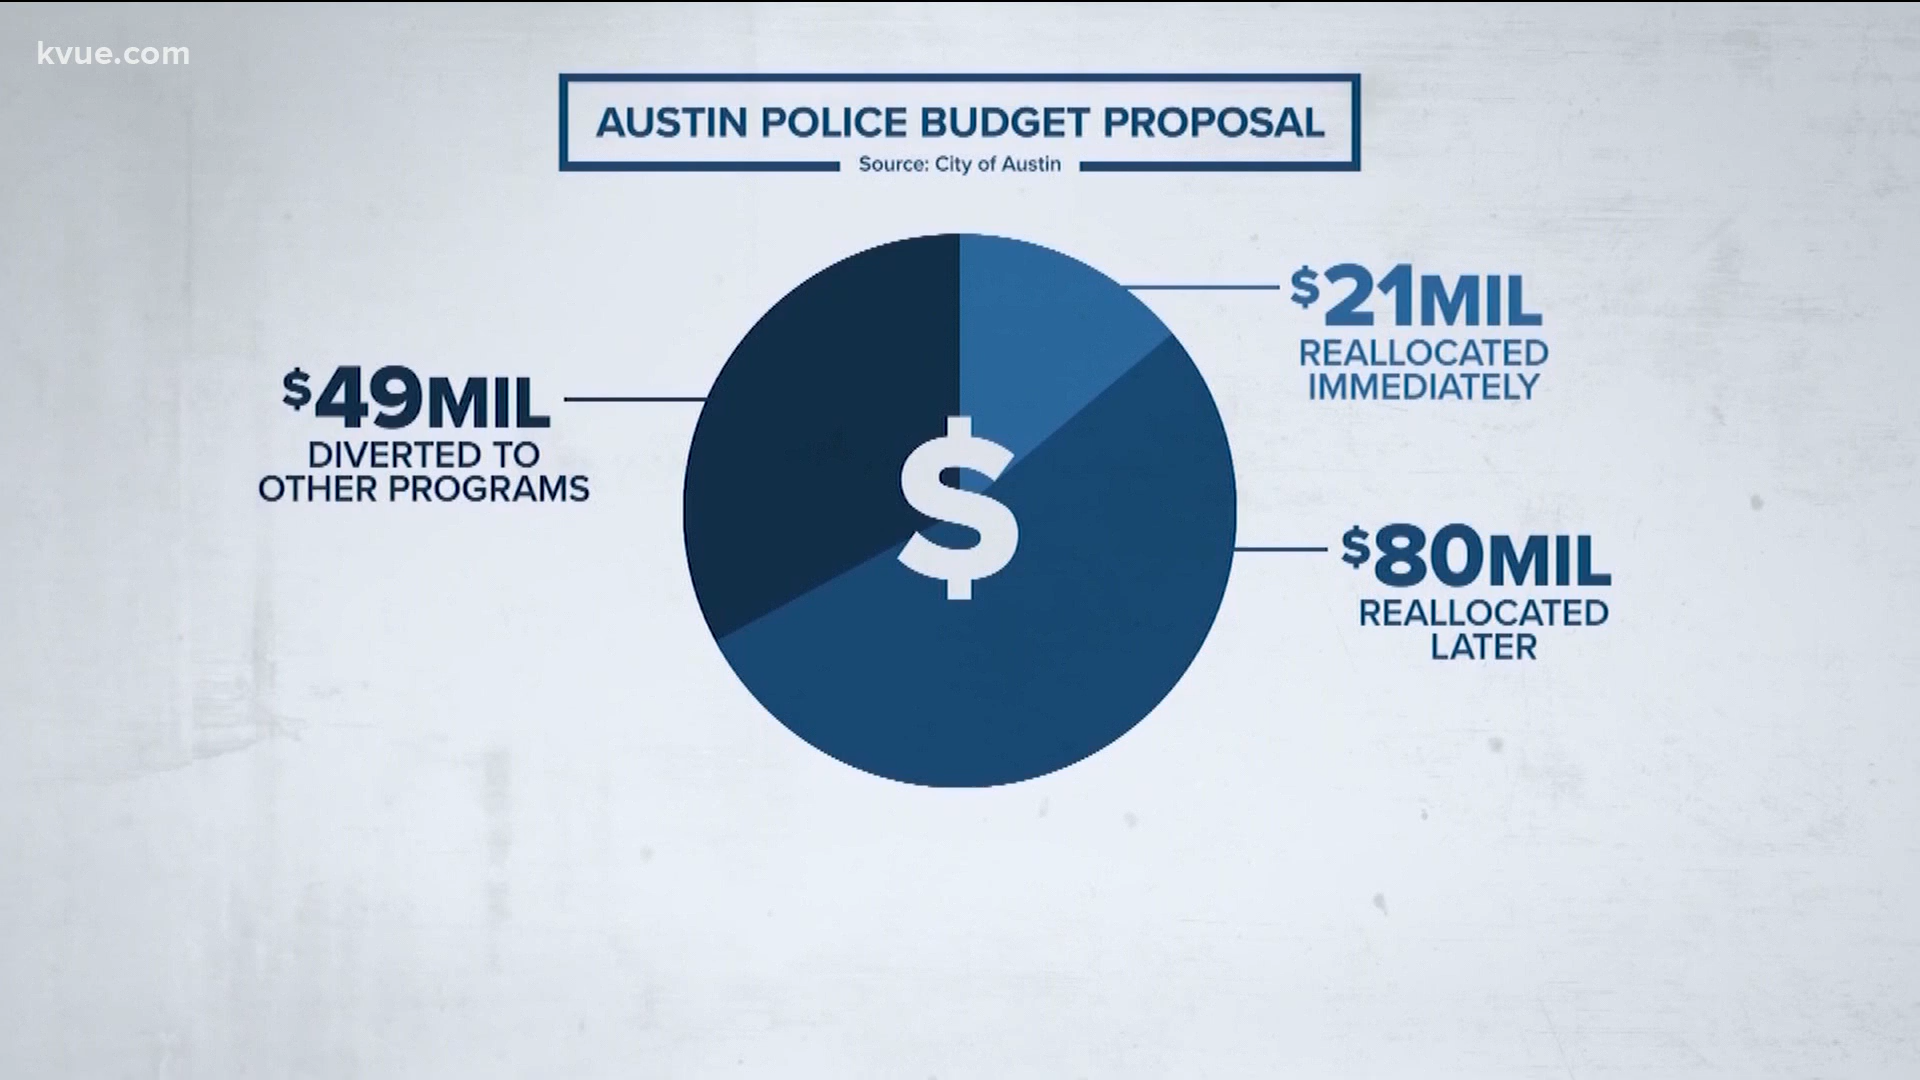 kvue.com
AUSTIN POLICE BUDGET PROPOSAL
Source: City of Austin
$21MIL
REALLOCATED
IMMEDIATELY
$49MIL
DIVERTED TO
OTHER PROGRAMS
$
$80MIL
REALLOCATED
LATER